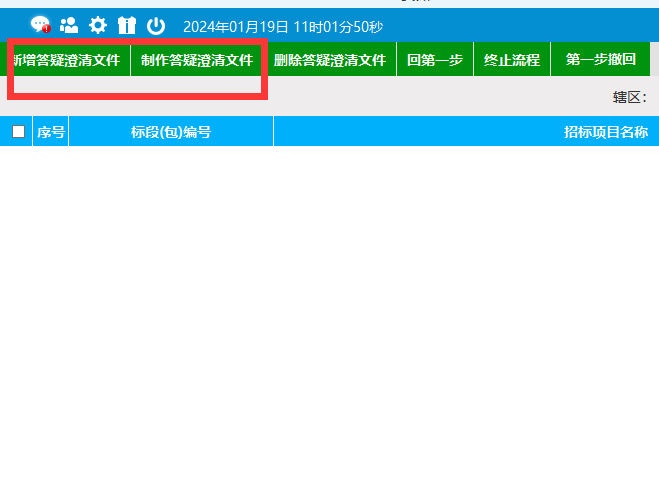 2024年01月19日 11时01分50秒
新增答疑澄清文件 制作答疑澄清文件 删除答疑澄清文件 回第一步 终止流程 第一步撤回
辖区：
序号 标段(包)编号 招标项目名称